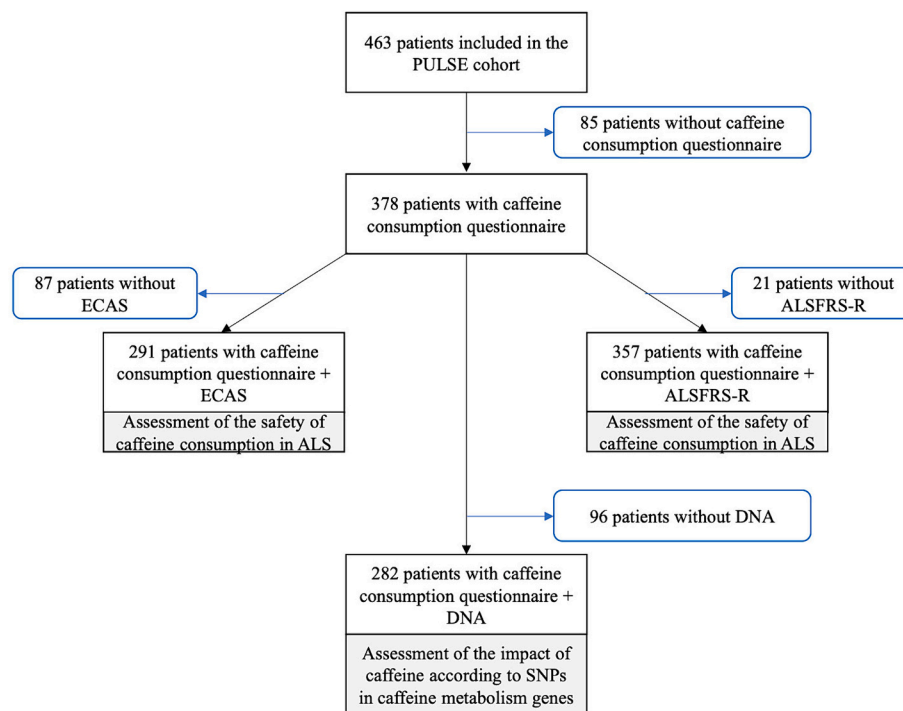 463 patients included in the
PULSE cohort
85 patients without caffeine
consumption questionnaire
378 patients with caffeine
consumption questionnaire
87 patients without
ECAS
21 patients without
ALSFRS-R
291 patients with caffeine
consumption questionnaire +
ECAS
Assessment of the safety of
caffeine consumption in ALS
357 patients with caffeine
consumption questionnaire +
ALSFRS-R
Assessment of the safety of
caffeine consumption in ALS
96 patients without DNA
282 patients with caffeine
consumption questionnaire +
DNA
Assessment of the impact of
caffeine according to SNPs
in caffeine metabolism genes